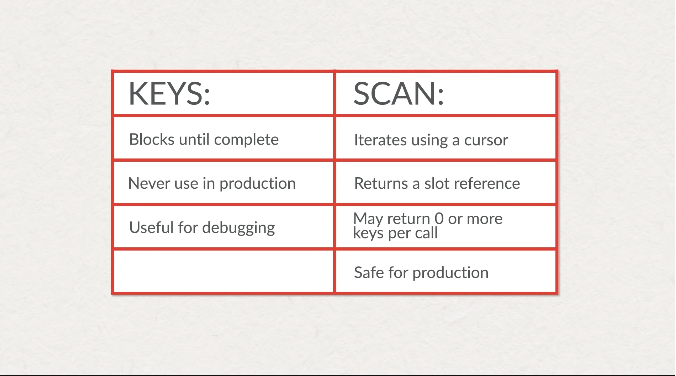 KEYS:
SCAN:
Blocks until complete
Iterates using a cursor
Never use in production
Returns a slot reference
Useful for debugging
May return 0 or more
keys per call
Safe for production